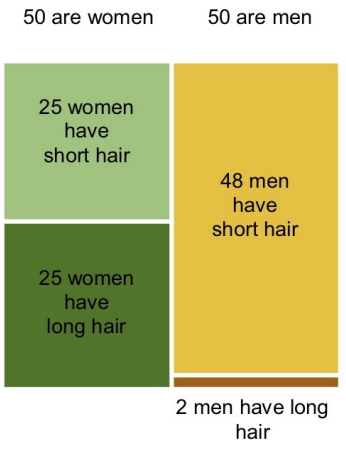 50 are women
50 are men
25 women
have
short hair
48 men
have
short hair
25 women
have
long hair
2 men have long
hair